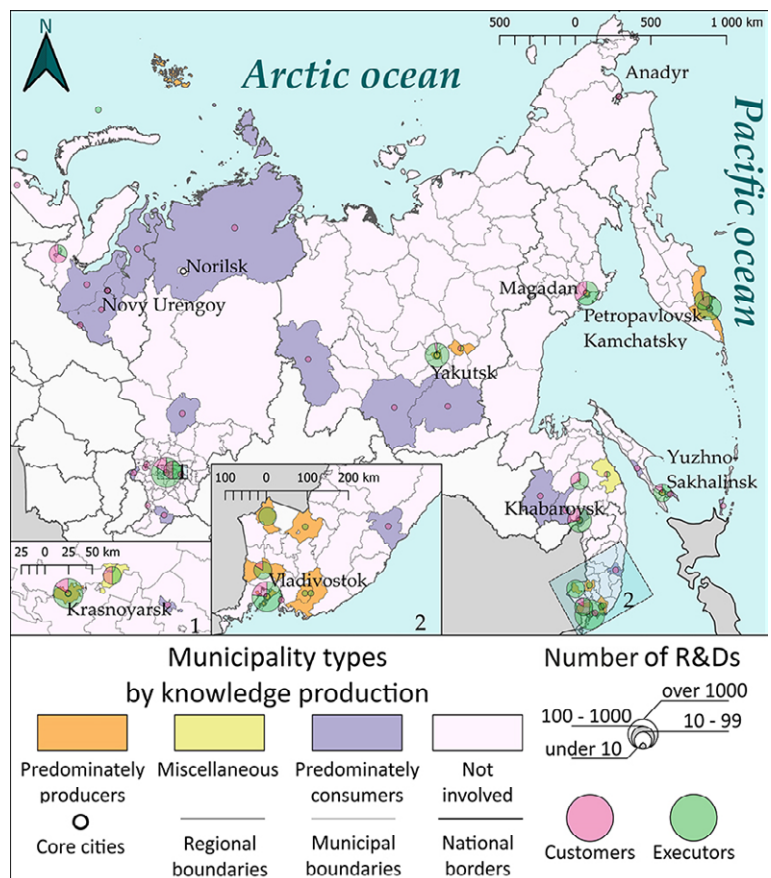 500
0
500
1 000 km
N
Arctic ocean
Anadyr
Pacific ocean
Norilsk
Novy Urengoy
Magadan
Petropavlovsk-
Kamchatsky
Yakutsk
Yuzhno-
Sakhalinsk
Khabarovsk
1
100 0 100 200 km
Vladivostok
2
2
25 0 25 50 km
Krasnoyarsk
1
Municipality types
by knowledge production
Predominately
producers
Miscellaneous
Predominately
consumers
Not
involved
Core cities
Regional
boundaries
Municipal
boundaries
National
borders
Number of R&Ds
over 1000
100 - 1000
10 - 99
under 10
Customers
Executors